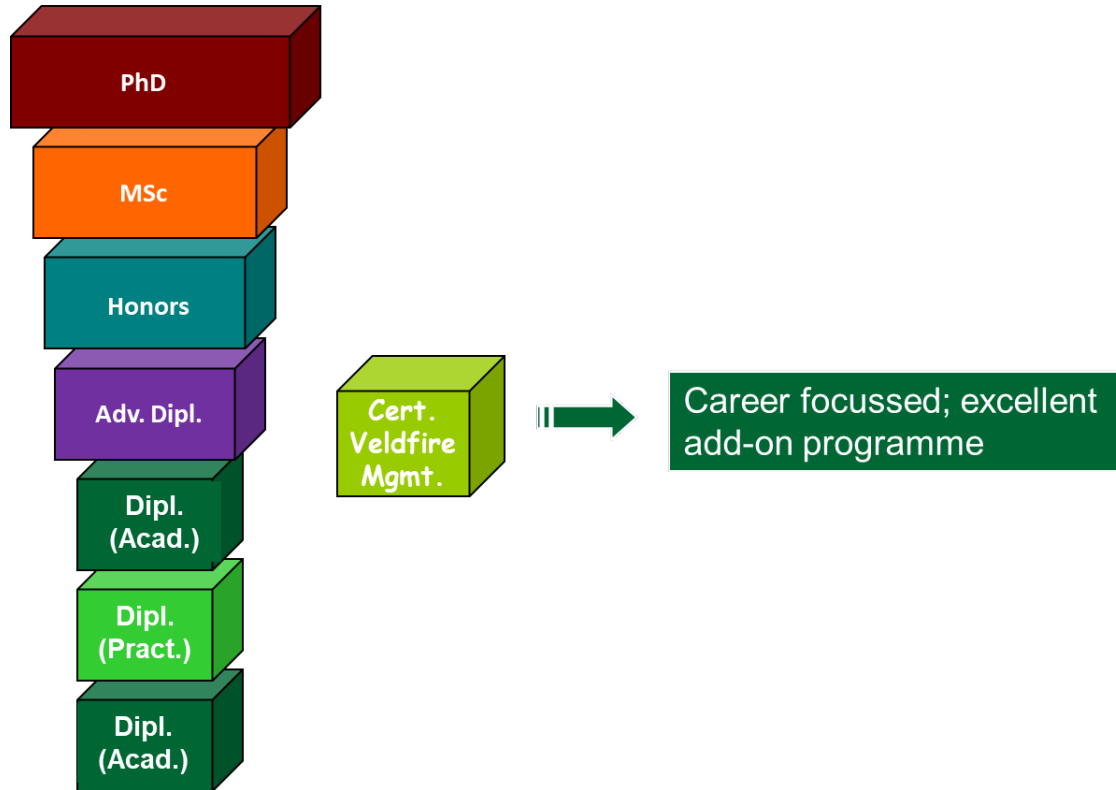 PhD
MSc
Honors
Adv. Dipl.
Cert.
Veldfire
Mgmt.
Career focussed; excellent
add-on programme
Dipl.
(Acad.)
Dipl.
(Pract.)
Dipl.
(Acad.)